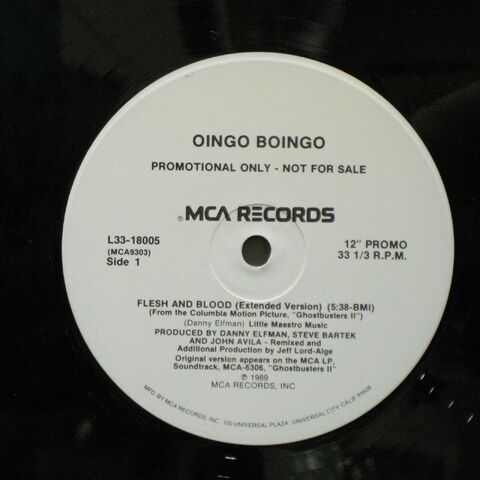 OINGO BOINGO
PROMOTIONAL ONLY - NOT FOR SALE
®MCA RECORDS
L33-18005
(MCA9303)
Side 1
12" PROMO
33 1/3 R.P.M.
FLESH AND BLOOD (Extended Version) (5:38-BMI)
(From the Columbia Motion Picture, "Ghostbusters II")
(Danny Elfman) Little Maestro Music
PRODUCED BY DANNY ELFMAN, STEVE BARTEK
AND JOHN AVILA - Remixed and
Additional Production by Jeff Lord-Alge
Original version appears on the MCA LP,
Soundtrack, MCA-6306, "Ghostbusters II"
℗ 1989
MCA RECORDS, INC.
MFG. BY MCA RECORDS, INC. 100 UNIVERSAL PLAZA, UNIVERSAL CITY, CALIF. 91608